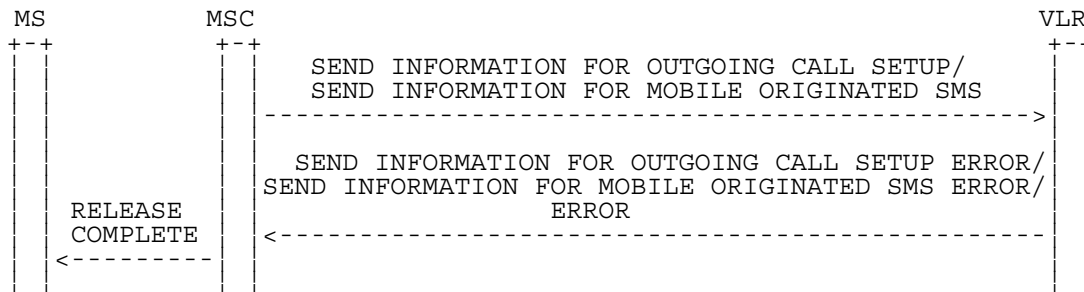 MS MSC VLR
SEND INFORMATION FOR OUTGOING CALL SETUP/
SEND INFORMATION FOR MOBILE ORIGINATED SMS
SEND INFORMATION FOR OUTGOING CALL SETUP ERROR/
SEND INFORMATION FOR MOBILE ORIGINATED SMS ERROR/
RELEASE ERROR
COMPLETE